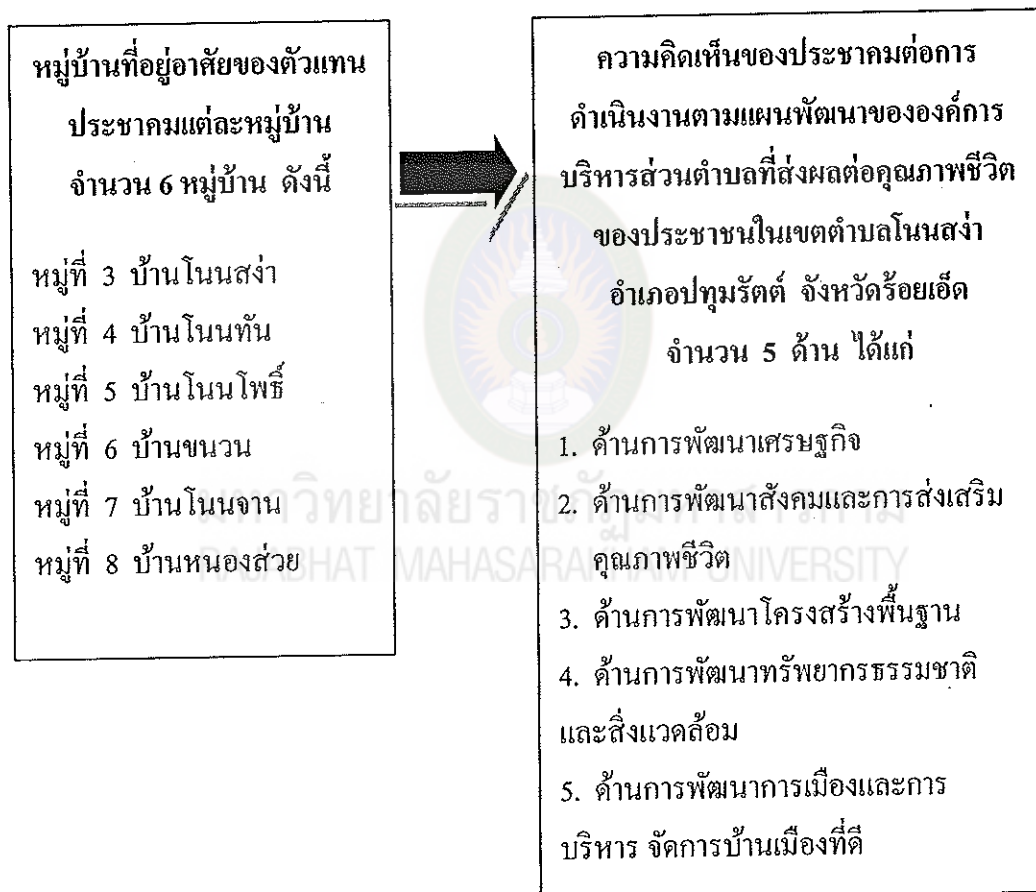 หมู่บ้านที่อยู่อาศัยของตัวแทน
ประชาคมแต่ละหมู่บ้าน
จำนวน 6 หมู่บ้าน ดังนี้
หมู่ที่ 3 บ้านโนนสง่า
หมู่ที่ 4 บ้านโนนทัน
หมู่ที่ 5 บ้านโนนโพธิ์
หมู่ที่ 6 บ้านขนวน
หมู่ที่ 7 บ้านโนนจาน
หมู่ที่ 8 บ้านหนองส่วย
ความคิดเห็นของประชาคมต่อการ
ดำเนินงานตามแผนพัฒนาขององค์การ
บริหารส่วนตำบลที่ส่งผลต่อคุณภาพชีวิต
ของประชาชนในเขตตำบลโนนสง่า
อำเภอปทุมรัตต์ จังหวัดร้อยเอ็ด
จำนวน 5 ด้าน ได้แก่
1. ด้านการพัฒนาเศรษฐกิจ
2. ด้านการพัฒนาสังคมและการส่งเสริม
คุณภาพชีวิต
3. ด้านการพัฒนาโครงสร้างพื้นฐาน
4. ด้านการพัฒนาทรัพยากรธรรมชาติ
และสิ่งแวดล้อม
5. ด้านการพัฒนาการเมืองและการ
บริหาร จัดการบ้านเมืองที่ดี
มหาวิทยาลัยราชภัฏมหาสารคาม
RAJABHAT MAHASARAKHAM UNIVERSITY